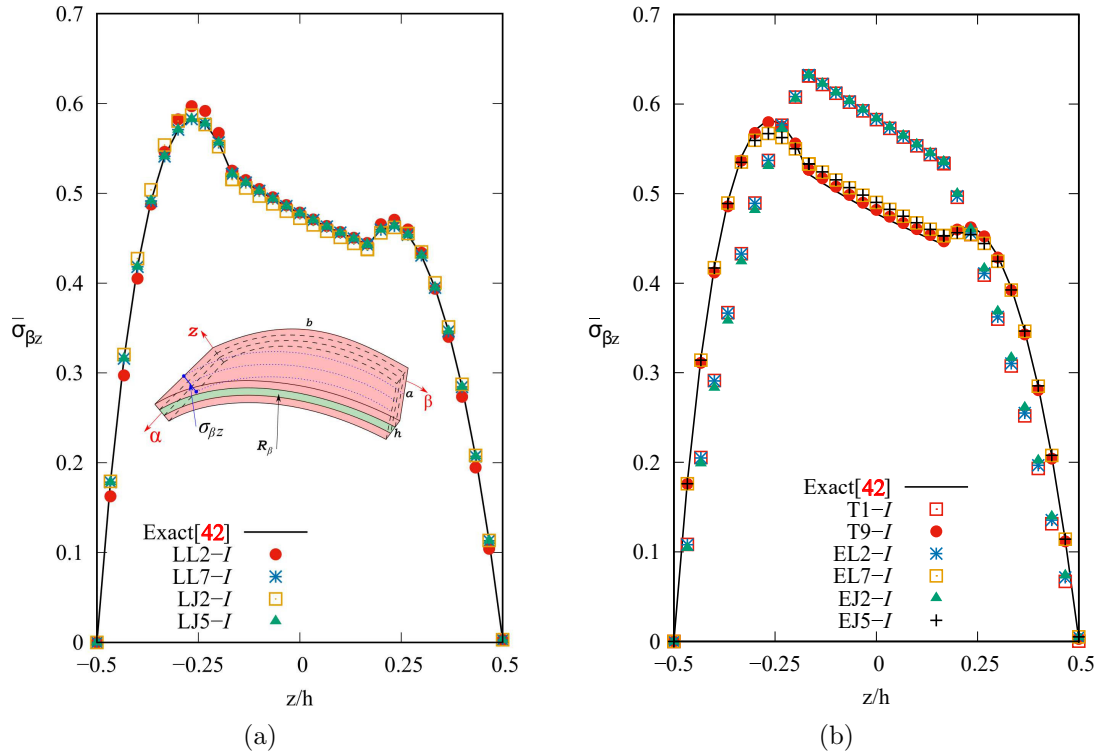 0.7
0.6
0.5
0.4
0.3
0.2
0.1
0
σ̄βz
−0.5 −0.25 0 0.25 0.5
z/h
z
b
a
β
α
σβz
Rβ
h
Exact[42]
LL2−I
LL7−I
LJ2−I
LJ5−I
(a)
0.7
0.6
0.5
0.4
0.3
0.2
0.1
0
σ̄βz
−0.5 −0.25 0 0.25 0.5
z/h
Exact[42]
T1−I
T9−I
EL2−I
EL7−I
EJ2−I
EJ5−I
(b)